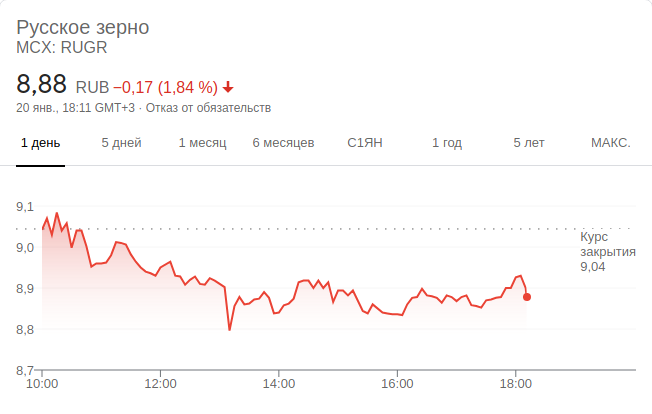 Русское зерно
MCX: RUGR
8,88 RUB −0,17 (1,84 %)
20 янв., 18:11 GMT+3 · Отказ от обязательств
1 день 5 дней 1 месяц 6 месяцев С1ЯН 1 год 5 лет МАКС.
9,1
9,0
8,9
8,8
8,7
Курс
закрытия
9,04
10:00 12:00 14:00 16:00 18:00